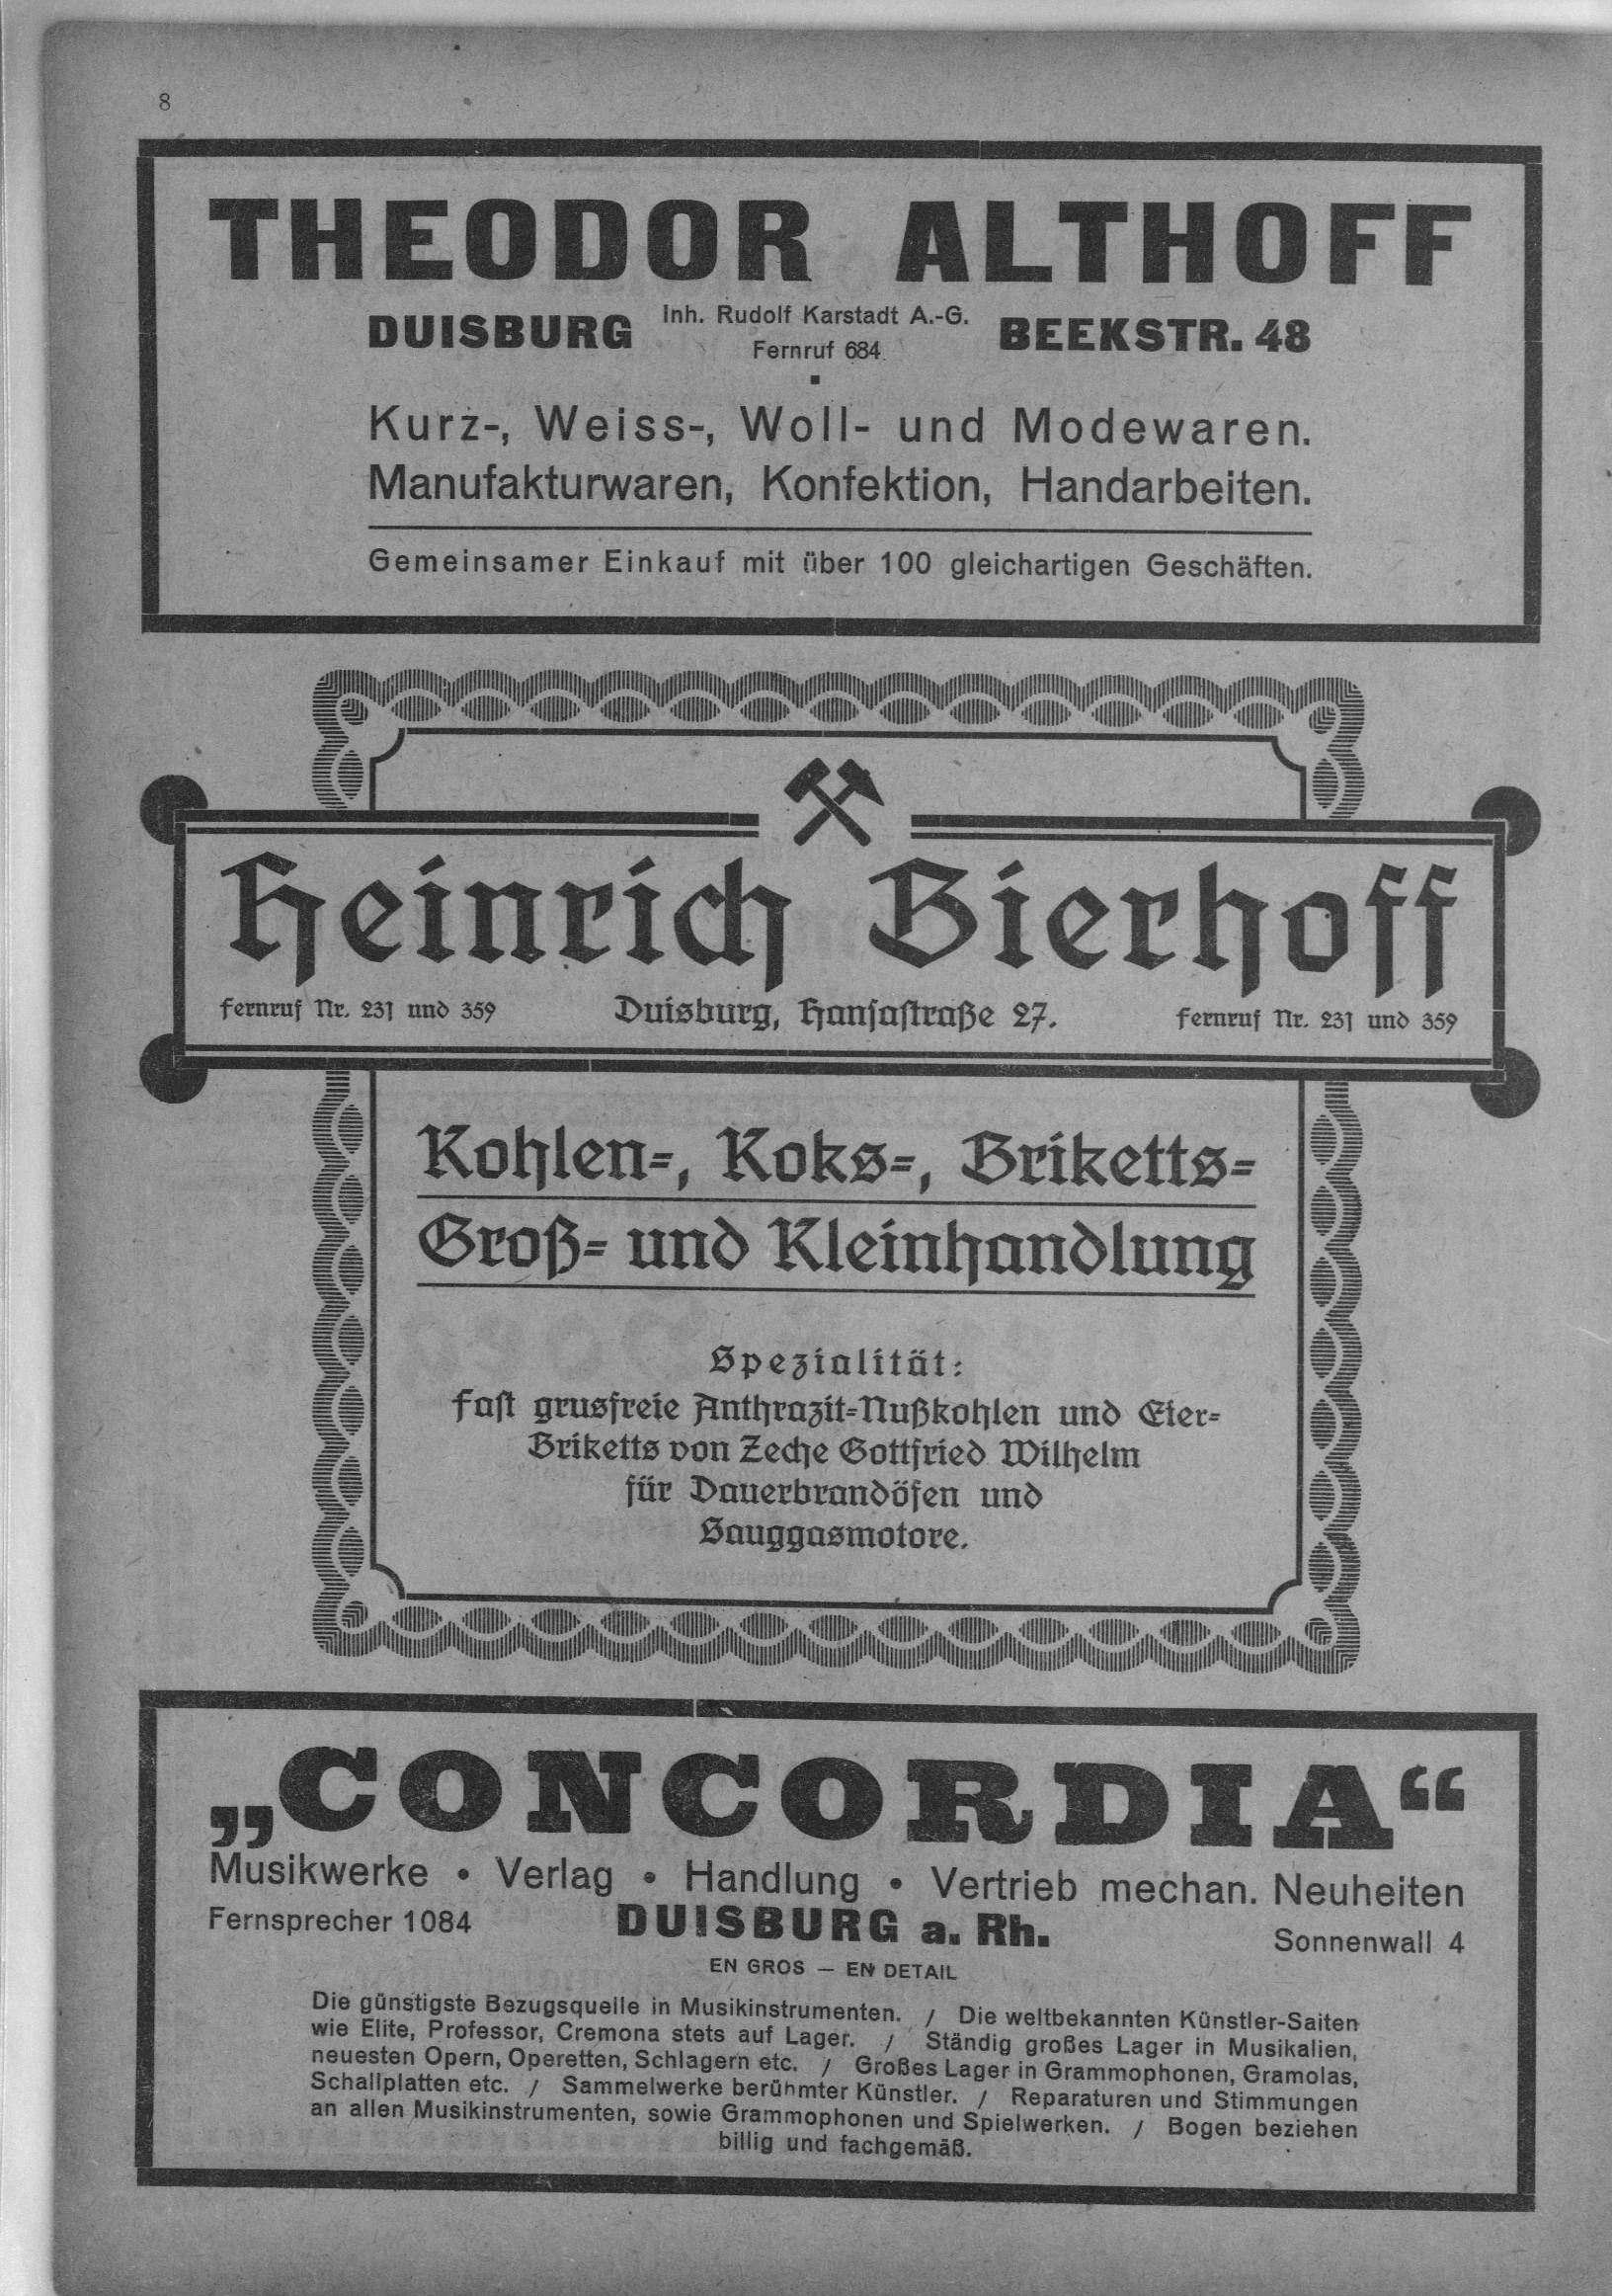 8
THEODOR ALTHOFF
DUISBURG Inh. Rudolf Karstadt A.-G. BEEKSTR. 48
Fernruf 684
Kurz-, Weiss-, Woll- und Modewaren.
Manufakturwaren, Konfektion, Handarbeiten.
Gemeinsamer Einkauf mit über 100 gleichartigen Geschäften.
Heinrich Bierhoff
Fernruf Nr. 231 und 359 Duisburg, Hansastraße 27. Fernruf Nr. 231 und 359
Kohlen-, Koks-, Briketts-
Groß- und Kleinhandlung
Spezialität:
Fast grusfreie Anthrazit-Nußkohlen und Eier-
Briketts von Zeche Gottfried Wilhelm
für Dauerbrandöfen und
Sauggasmotore.
„CONCORDIA“
Musikwerke • Verlag • Handlung • Vertrieb mechan. Neuheiten
Fernsprecher 1084 DUISBURG a. Rh. Sonnenwall 4
EN GROS — EN DETAIL
Die günstigste Bezugsquelle in Musikinstrumenten. / Die weltbekannten Künstler-Saiten
wie Elite, Professor, Cremona stets auf Lager. / Ständig großes Lager in Musikalien,
neuesten Opern, Operetten, Schlagern etc. / Großes Lager in Grammophonen, Gramolas,
Schallplatten etc. / Sammelwerke berühmter Künstler. / Reparaturen und Stimmungen
an allen Musikinstrumenten, sowie Grammophonen und Spielwerken. / Bogen beziehen
billig und fachgemäß.